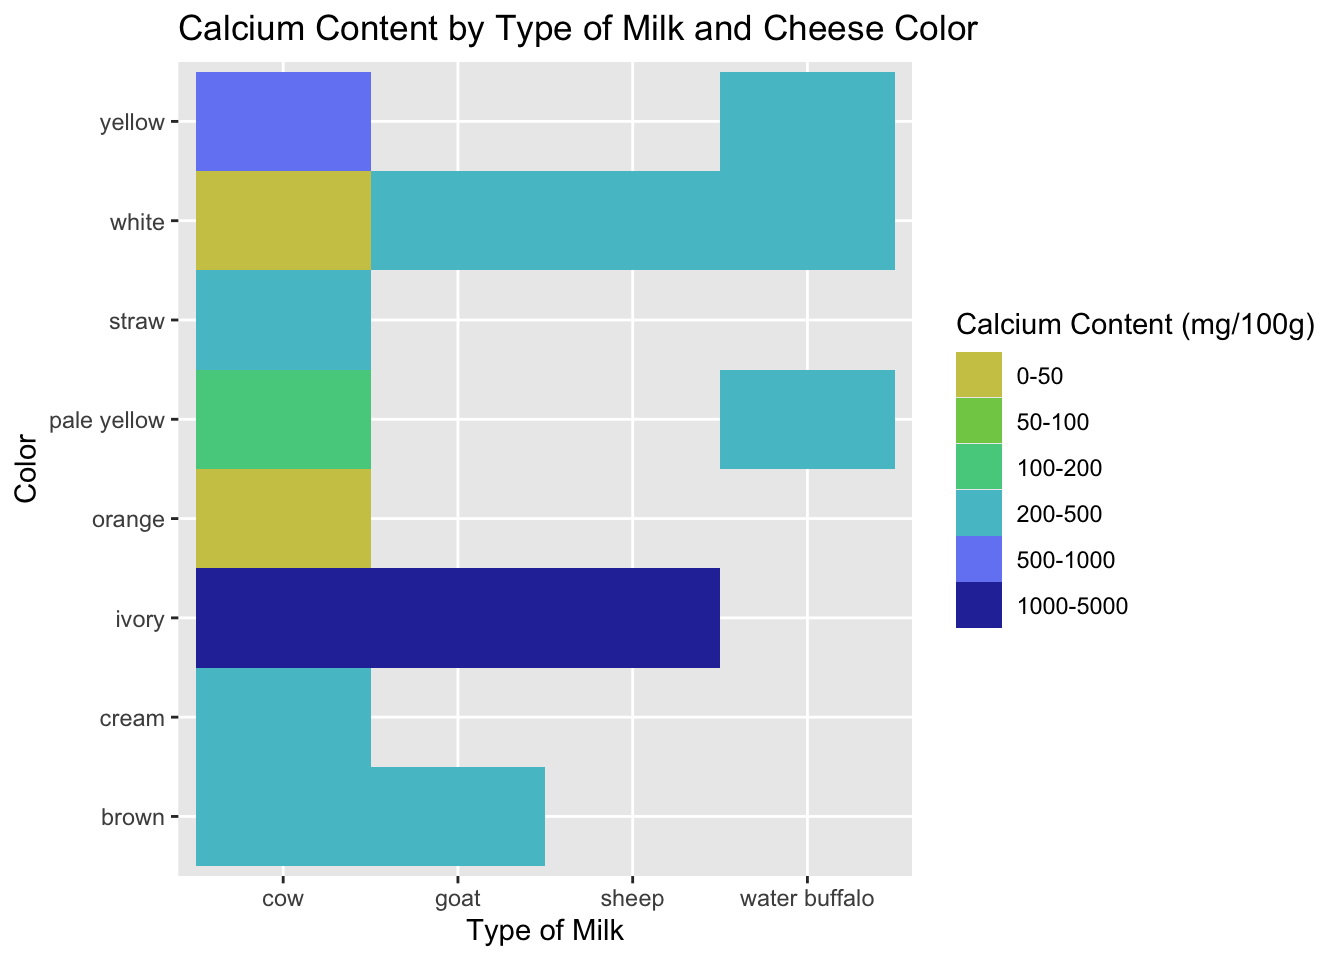 Calcium Content by Type of Milk and Cheese Color
yellow
white
straw
pale yellow
orange
ivory
cream
brown
Color
cow goat sheep water buffalo
Type of Milk
Calcium Content (mg/100g)
0-50
50-100
100-200
200-500
500-1000
1000-5000